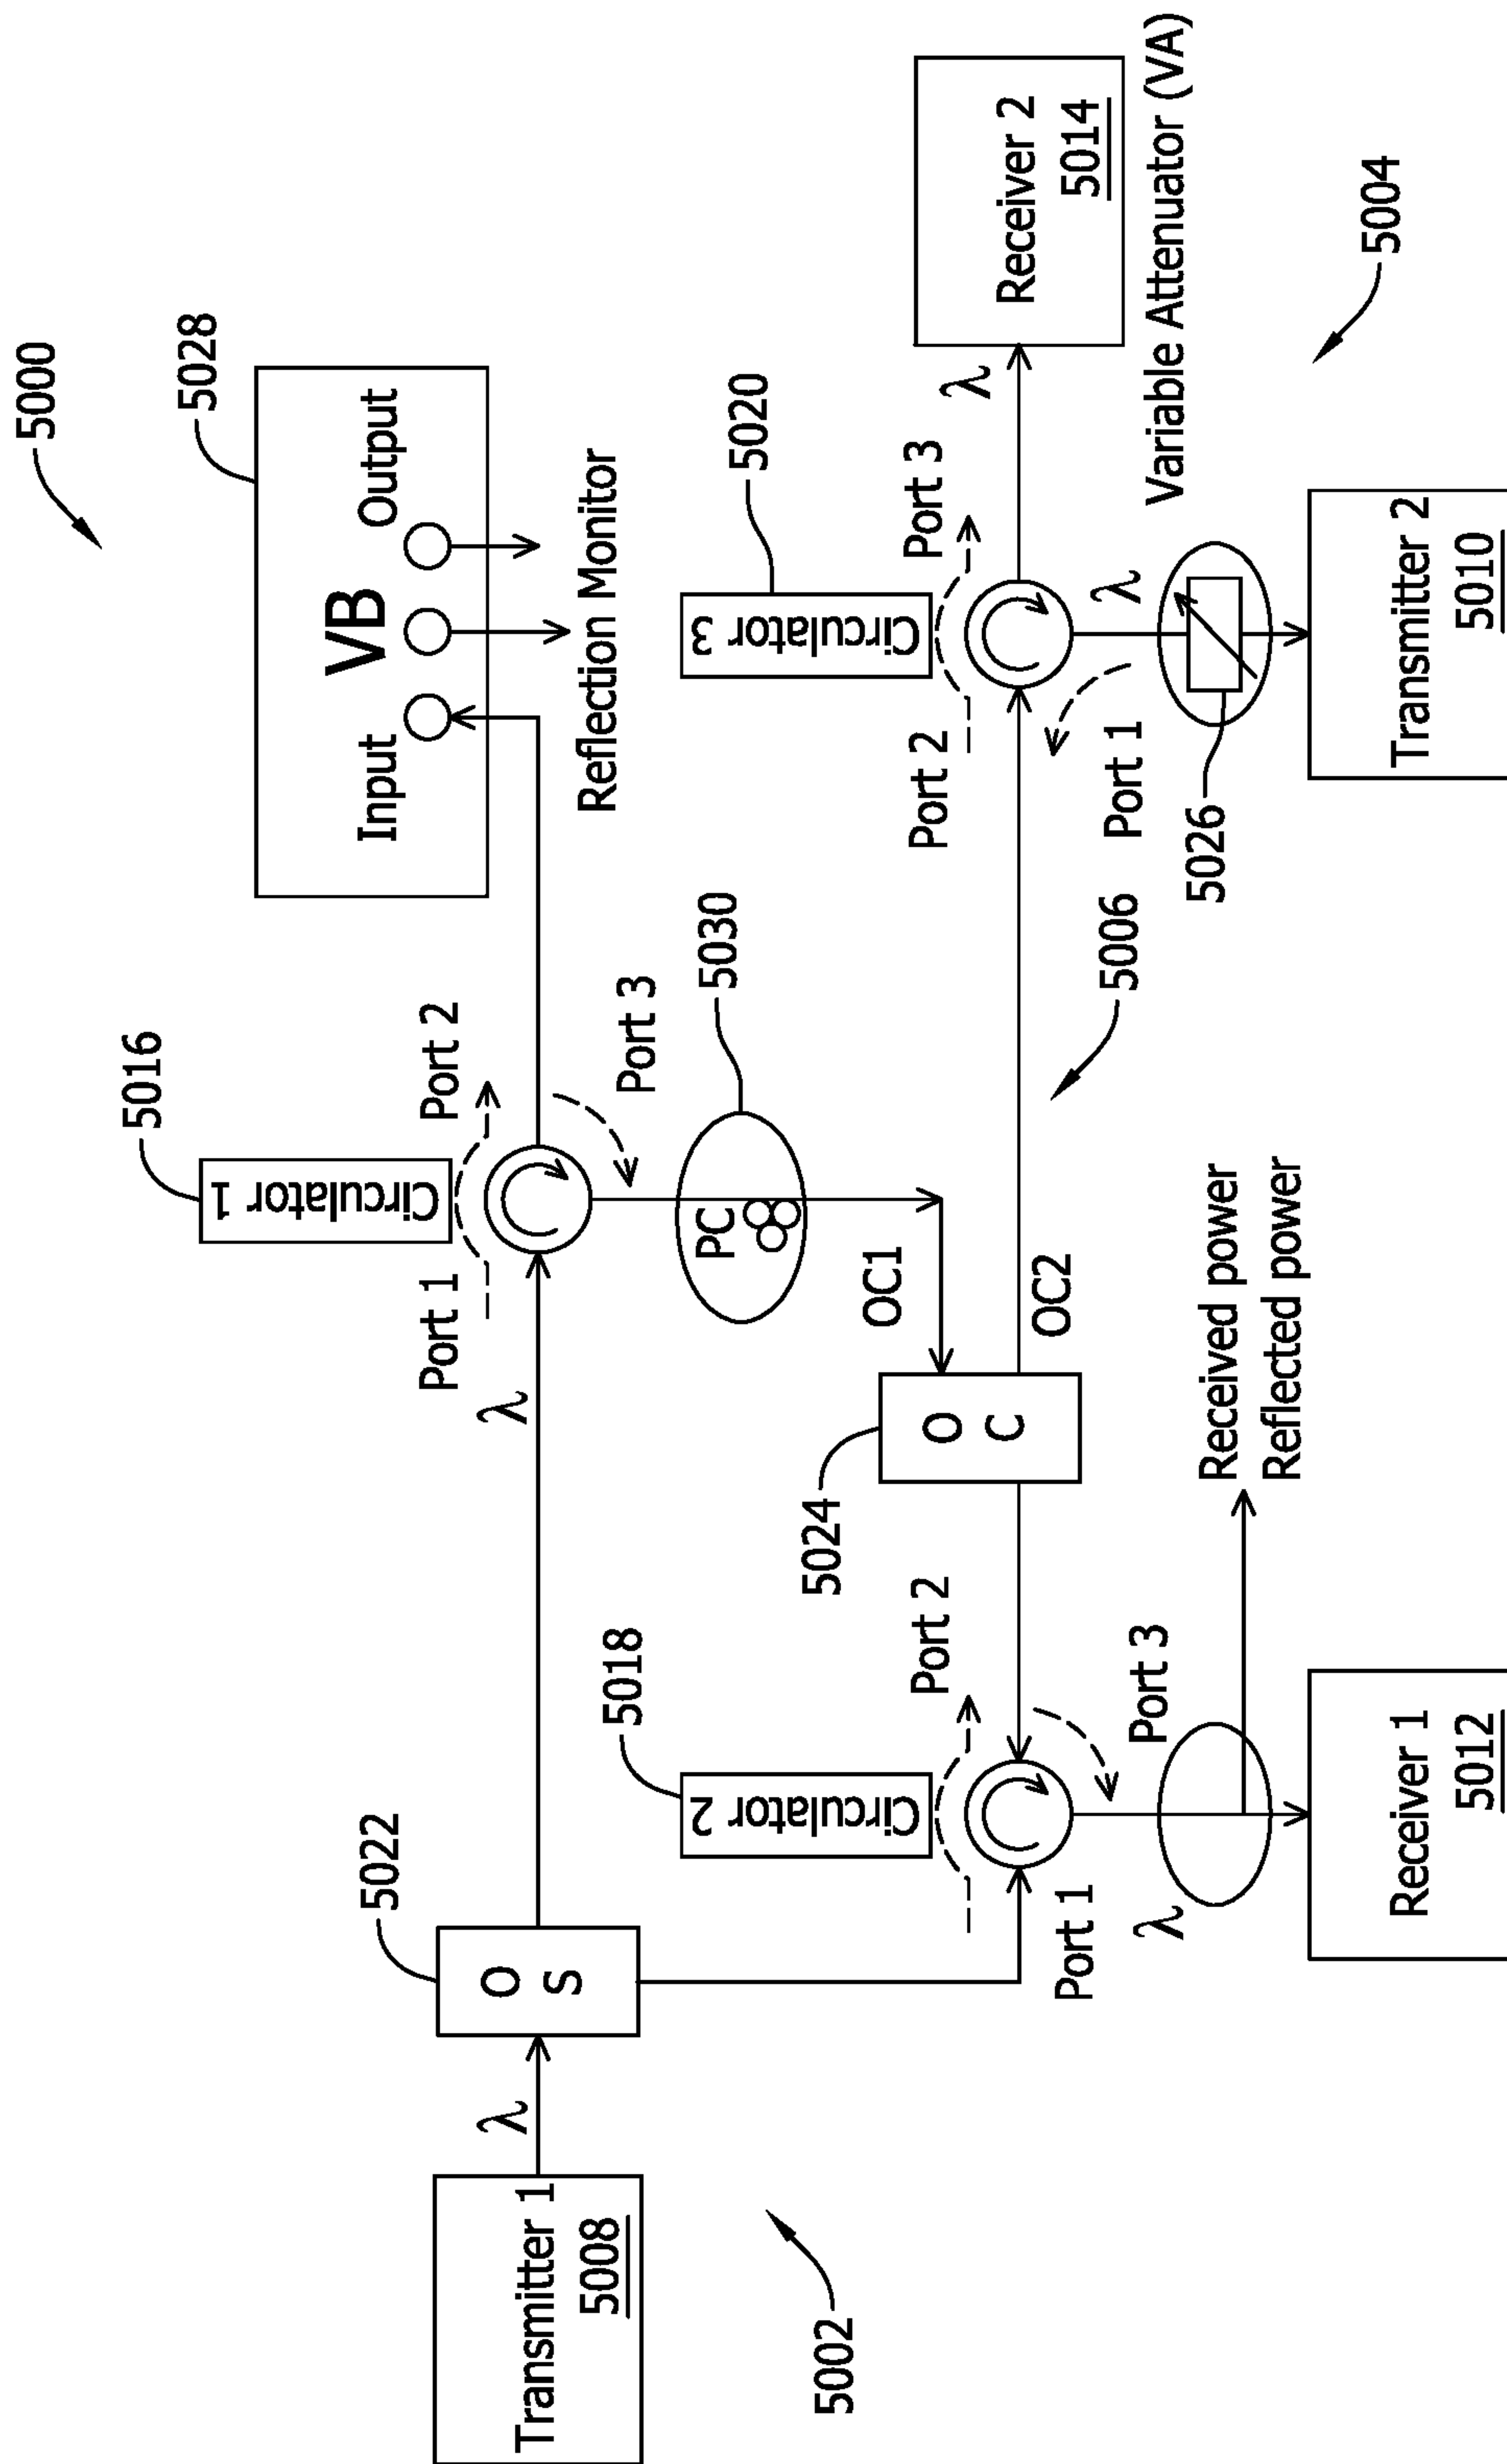 5000
5028
VB
Input
Output
Reflection Monitor
5016
Circulator 1
Port 1
Port 2
Port 3
λ
5030
PC
OC1
Transmitter 1
5008
λ
5002
5022
O
S
5018
Circulator 2
Port 1
Port 2
Port 3
λ
Receiver 1
5012
Received power
Reflected power
5024
O
C
OC2
5006
5020
Circulator 3
Port 2
Port 3
Port 1
λ
λ
Receiver 2
5014
Variable Attenuator (VA)
5026
Transmitter 2
5010
5004